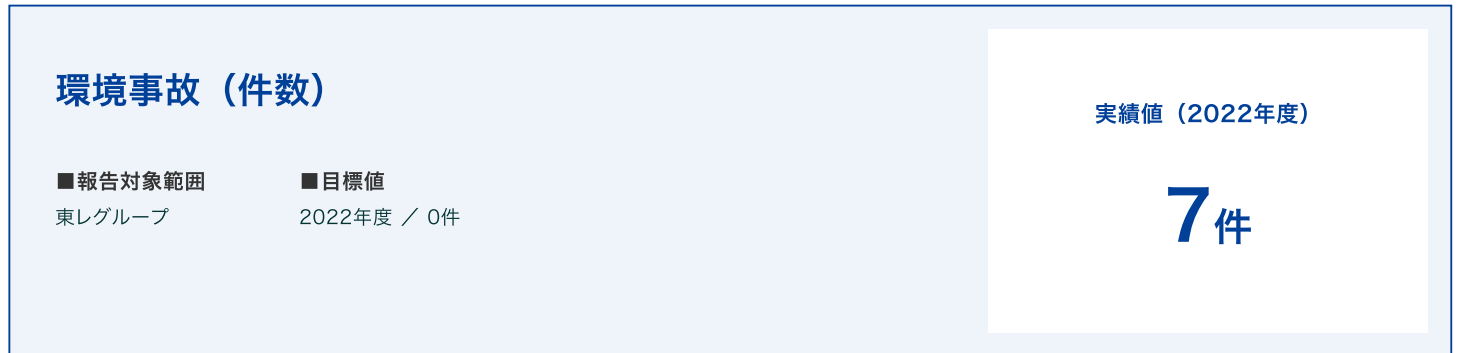 環境事故（件数）
■報告対象範囲
東レグループ
■目標値
2022年度 ／ 0件
実績値（2022年度）
7件